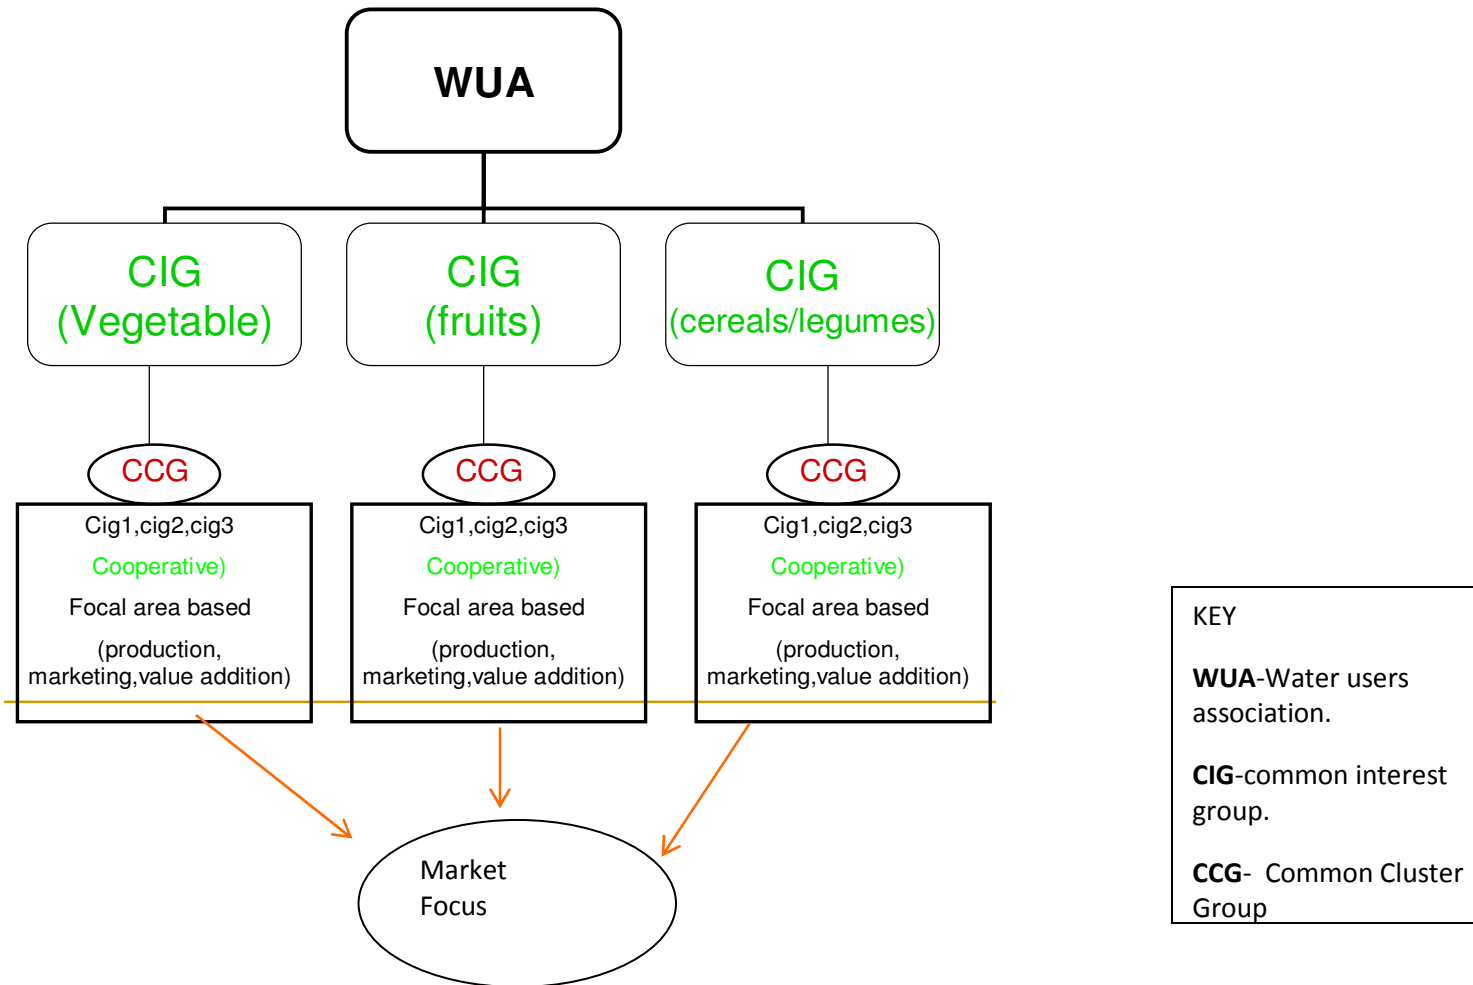 WUA
CIG
(Vegetable)
CIG
(fruits)
CIG
(cereals/legumes)
CCG
CCG
CCG
Cig1,cig2,cig3
Cooperative)
Focal area based
(production,
marketing,value addition)
Cig1,cig2,cig3
Cooperative)
Focal area based
(production,
marketing,value addition)
Cig1,cig2,cig3
Cooperative)
Focal area based
(production,
marketing,value addition)
Market
Focus
KEY
WUA-Water users
association.
CIG-common interest
group.
CCG- Common Cluster
Group